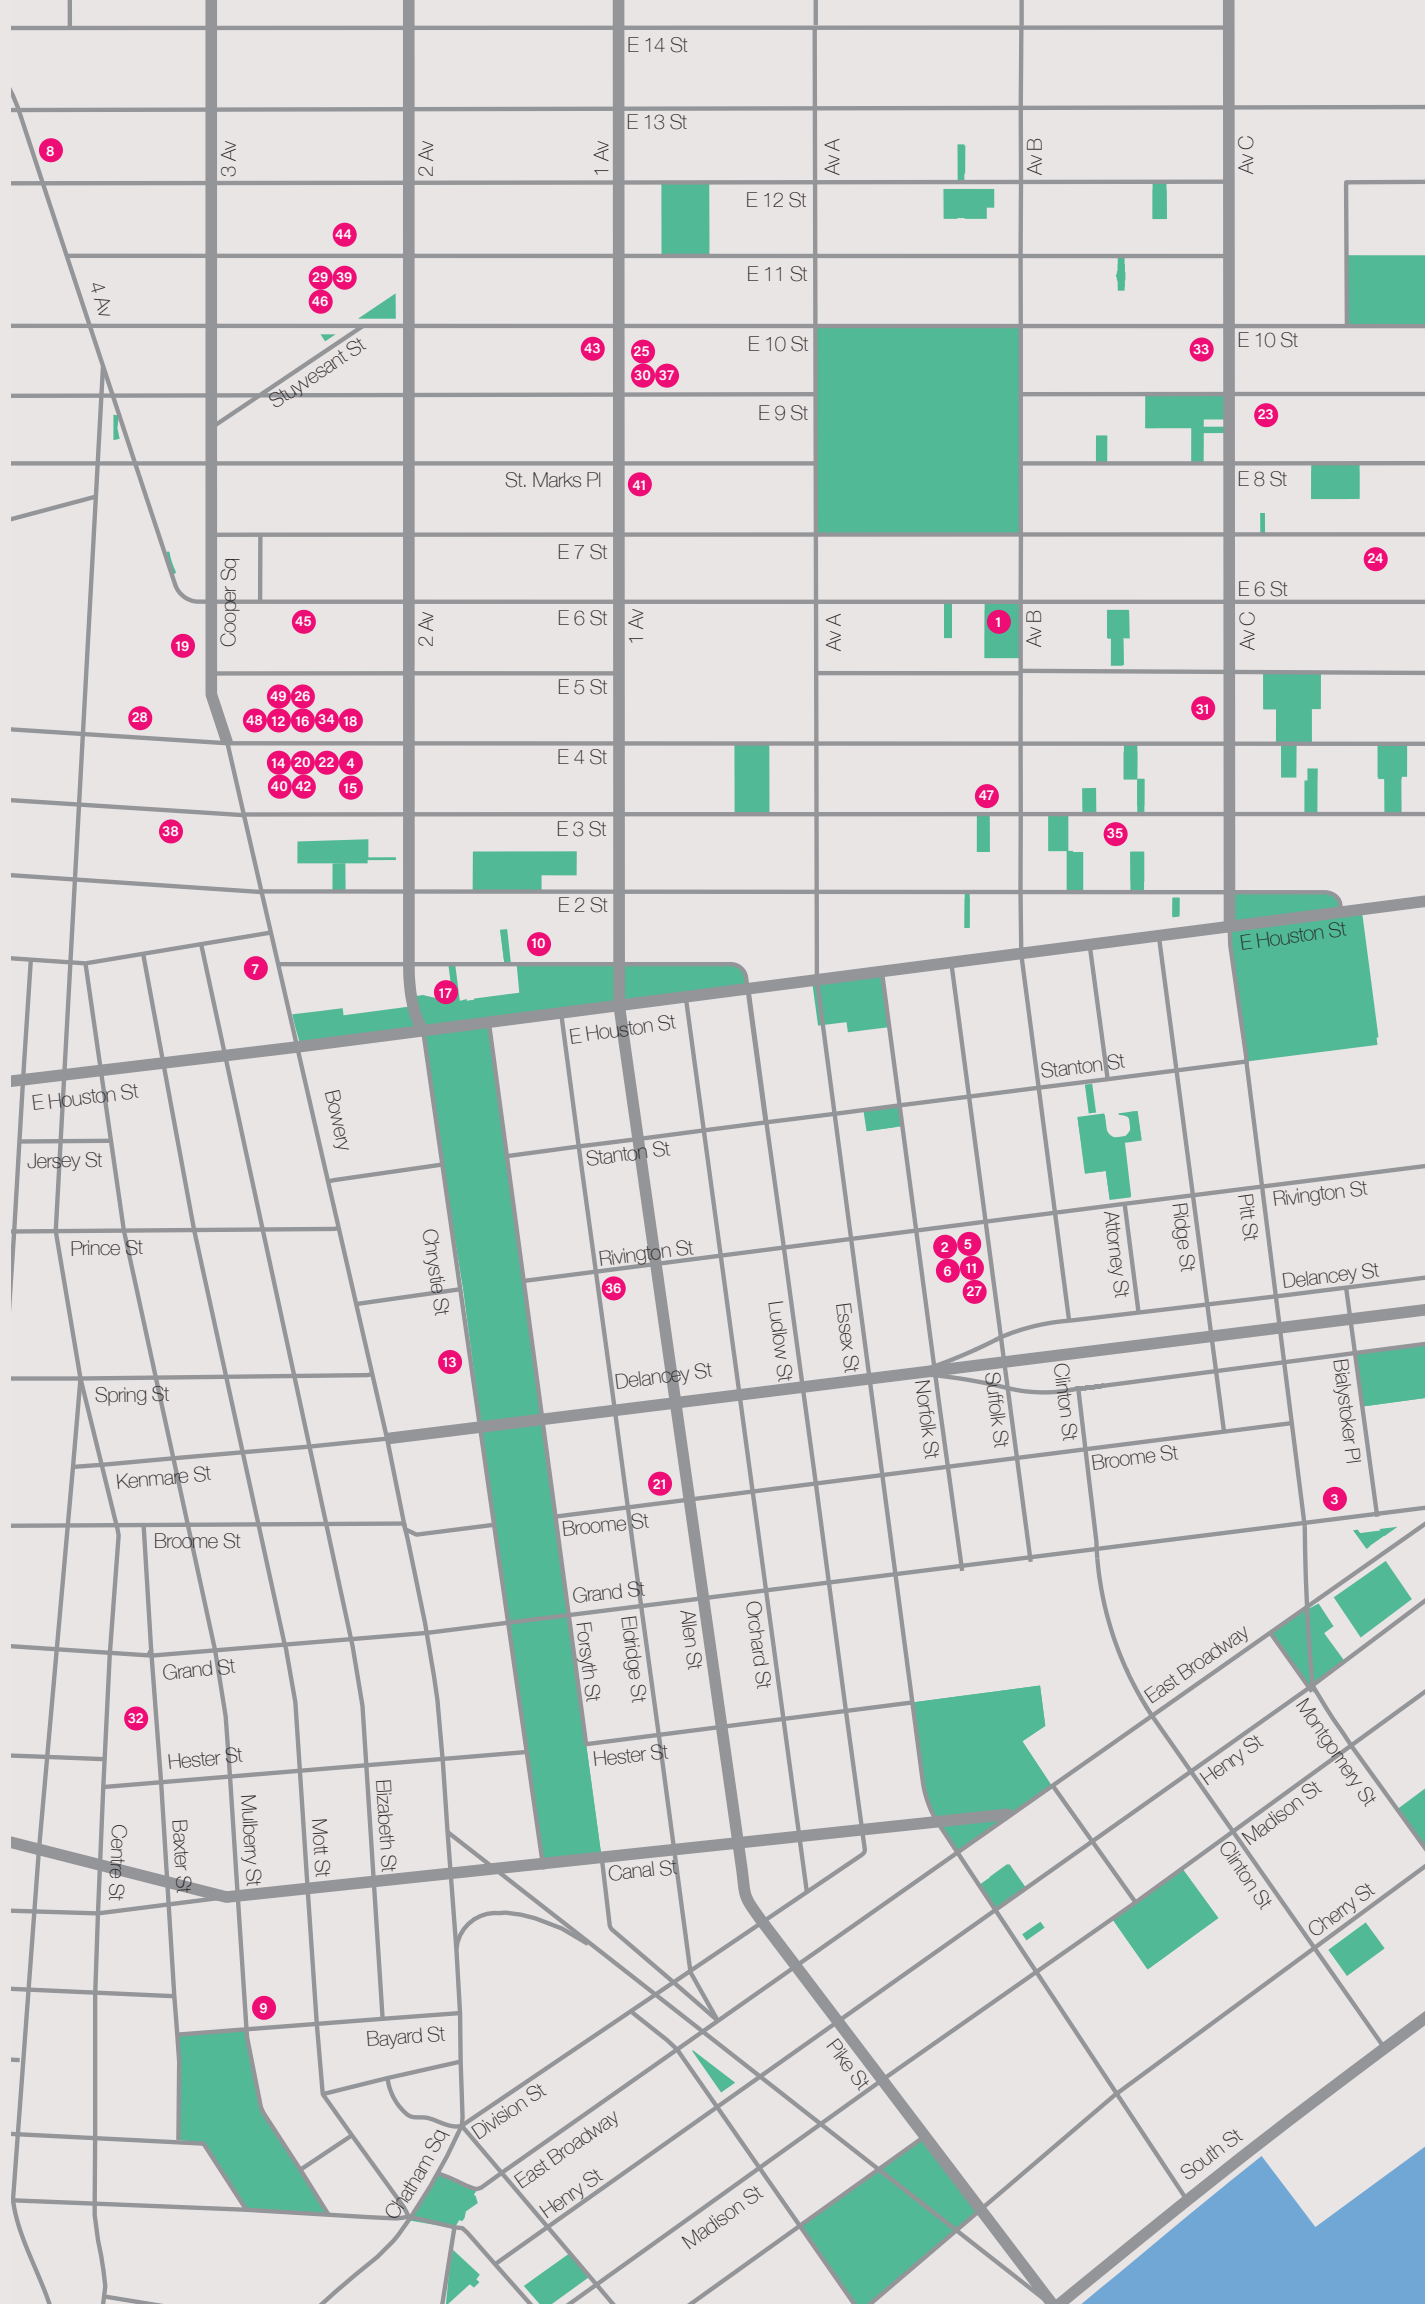 E 14 St
E 13 St
8
3 Av
2 Av
1 Av
Av A
Av B
Av C
E 12 St
44
E 11 St
29
39
46
4 Av
43
25
E 10 St
33
E 10 St
Stuyvesant St
30
37
E 9 St
23
St. Marks Pl
41
E 8 St
E 7 St
24
Cooper Sq
E 6 St
45
2 Av
E 6 St
1 Av
Av A
1
Av B
Av C
19
E 5 St
49
26
28
48
12
16
34
18
31
E 4 St
14
20
22
4
40
42
15
47
38
E 3 St
35
E 2 St
10
E Houston St
7
17
E Houston St
E Houston St
Bowery
Stanton St
Jersey St
Stanton St
Prince St
Chrystie St
Rivington St
2
5
6
11
27
Attorney St
Ridge St
Pitt St
Rivington St
36
Delancey St
Ludlow St
Essex St
13
Delancey St
Spring St
Norfolk St
Suffolk St
Clinton St
Bialystoker Pl
Kenmare St
21
Broome St
3
Broome St
Broome St
Grand St
Forsyth St
Eldridge St
Allen St
Orchard St
Grand St
East Broadway
32
Hester St
Hester St
Montgomery St
Henry St
Madison St
Centre St
Baxter St
Mulberry St
Mott St
Elizabeth St
Canal St
Clinton St
Cherry St
9
Bayard St
Pike St
Division St
Chatham Sq
East Broadway
Henry St
Madison St
South St